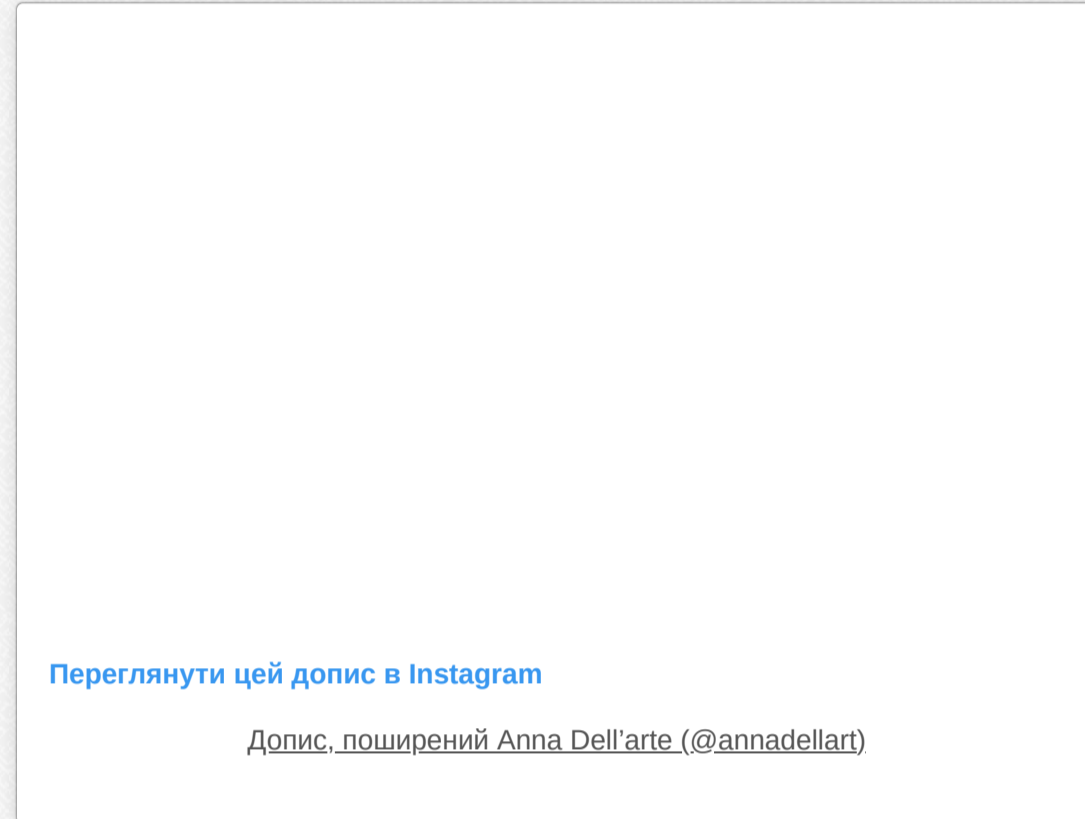 Переглянути цей допис в Instagram
Допис, поширений Anna Dell’arte (@annadellart)